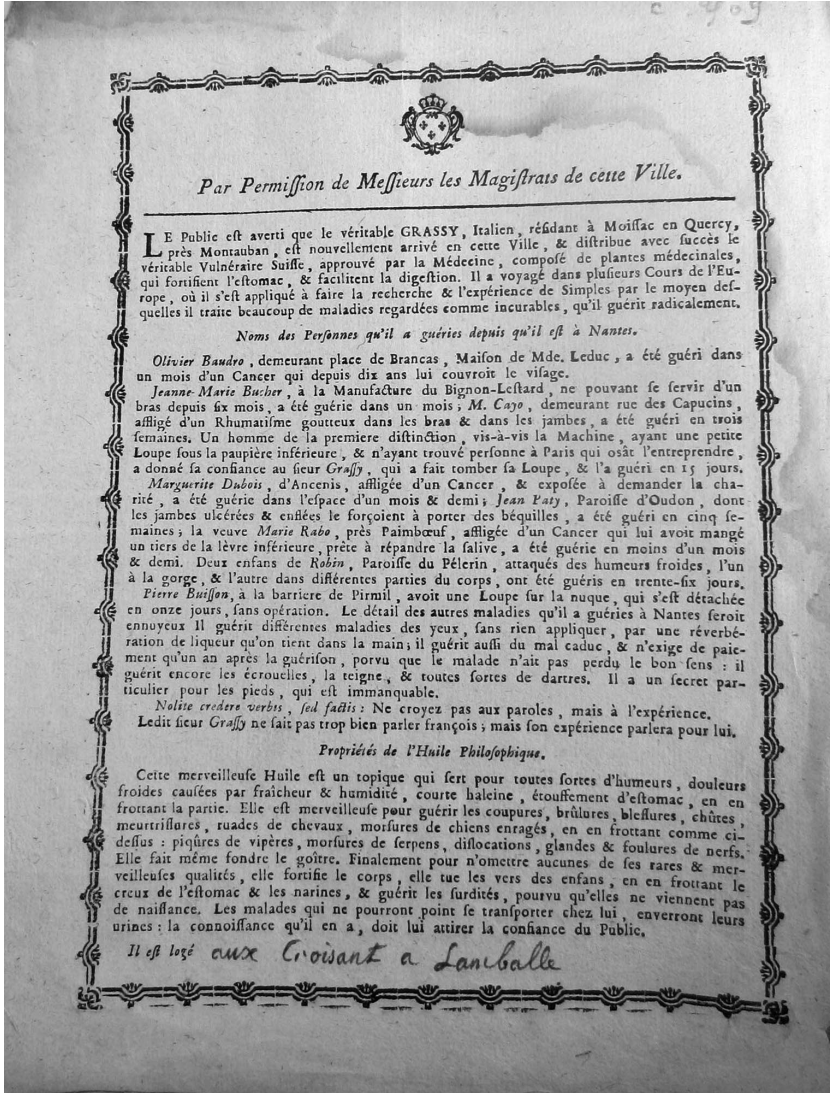 Par Permiſſion de Meſſieurs les Magiſtrats de cette Ville.
LE Public eſt averti que le véritable GRASSY, Italien, réſidant à Moiſſac en Quercy,
près Montauban, eſt nouvellement arrivé en cette Ville, & diſtribue avec ſuccès le
véritable Vulnéraire Suiſſe, approuvé par la Médecine, compoſé de plantes médecinales,
qui fortifient l'eſtomac, & facilitent la digeſtion. Il a voyagé dans pluſieurs Cours de l'Eu-
rope, où il s'eſt appliqué à faire la recherche & l'expérience de Simples par le moyen deſ-
quelles il traite beaucoup de maladies regardées comme incurables, qu'il guérit radicalement.
Noms des Perſonnes qu'il a guéries depuis qu'il eſt à Nantes.
Olivier Baudro, demeurant place de Brancas, Maiſon de Mde. Leduc, a été guéri dans
un mois d'un Cancer qui depuis dix ans lui couvroit le viſage.
Jeanne-Marie Bucher, à la Manufacture du Bignon-Leſtard, ne pouvant ſe ſervir d'un
bras depuis ſix mois, a été guérie dans un mois; M. Cayo, demeurant rue des Capucins,
affligé d'un Rhumatiſme goutteux dans les bras & dans les jambes, a été guéri en trois
ſemaines. Un homme de la premiere diſtinction, vis-à-vis la Machine, ayant une petite
Loupe ſous la paupière inférieure, & n'ayant trouvé perſonne à Paris qui osât l'entreprendre,
a donné ſa confiance au ſieur Graſſy, qui a fait tomber ſa Loupe, & l'a guéri en 15 jours.
Marguerite Dubois, d'Ancenis, affligée d'un Cancer, & expoſée à demander la cha-
rité, a été guérie dans l'eſpace d'un mois & demi; Jean Paty, Paroiſſe d'Oudon, dont
les jambes ulcérées & enflées le forçoient à porter des béquilles, a été guéri en cinq ſe-
maines; la veuve Marie Rabo, près Paimbœuf, affligée d'un Cancer qui lui avoit mangé
un tiers de la lèvre inférieure, prête à répandre la ſalive, a été guérie en moins d'un mois
& demi. Deux enfans de Robin, Paroiſſe du Pélerin, attaqués des humeurs froides, l'un
à la gorge, & l'autre dans différentes parties du corps, ont été guéris en trente-ſix jours.
Pierre Buiſſon, à la barriere de Pirmil, avoit une Loupe ſur la nuque, qui s'eſt détachée
en onze jours, ſans opération. Le détail des autres maladies qu'il a guéries à Nantes ſeroit
ennuyeux Il guérit différentes maladies des yeux, ſans rien appliquer, par une réverbé-
ration de liqueur qu'on tient dans la main; il guérit auſſi du mal caduc, & n'exige de paie-
ment qu'un an après la guériſon, porvu que le malade n'ait pas perdu le bon ſens : il
guérit encore les écrouelles, la teigne, & toutes ſortes de dartres. Il a un ſecret par-
ticulier pour les pieds, qui eſt immanquable.
Nolite credere verbis, ſed factis : Ne croyez pas aux paroles, mais à l'expérience.
Ledit ſieur Graſſy ne ſait pas trop bien parler françois; mais ſon expérience parlera pour lui.
Propriétés de l'Huile Philoſophique.
Cette merveilleuſe Huile eſt un topique qui ſert pour toutes ſortes d'humeurs, douleurs
froides cauſées par fraîcheur & humidité, courte haleine, étouffement d'eſtomac, en en
frottant la partie. Elle eſt merveilleuſe pour guérir les coupures, brûlures, bleſſures, chûtes,
meurtriſſures, ruades de chevaux, morſures de chiens enragés, en en frottant comme ci-
deſſus : piqûres de vipères, morſures de ſerpens, diſlocations, glandes & foulures de nerfs.
Elle fait même fondre le goître. Finalement pour n'omettre aucunes de ſes rares & mer-
veilleuſes qualités, elle fortifie le corps, elle tue les vers des enfans, en en frottant le
creux de l'eſtomac & les narines, & guérit les ſurdités, pourvu qu'elles ne viennent pas
de naiſſance. Les malades qui ne pourront point ſe tranſporter chez lui, enverront leurs
urines : la connoiſſance qu'il en a, doit lui attirer la confiance du Public.
Il eſt logé aux Croisant a Lamballe